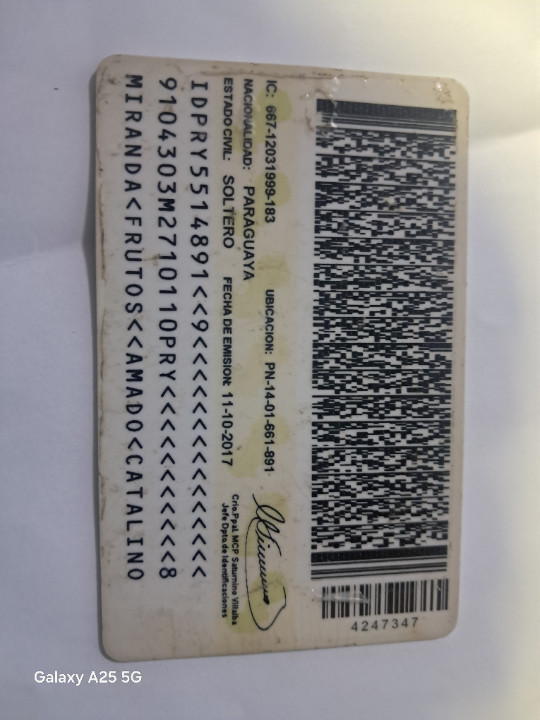 4247347
IC: 667-12031999-183 UBICACION: PN-14-01-661-891
NACIONALIDAD: PARAGUAYA
ESTADO CIVIL: SOLTERO FECHA DE EMISION: 11-10-2017
Crio.Ppal. MCP Saturnino Villalba
Jefe Dpto. de Identificaciones
IDPRY5514891<<9<<<<<<<<<<<<<<<
9104303M2710110PRY<<<<<<<<<<<8
MIRANDA<FRUTOS<<AMADO<CATALINO
Galaxy A25 5G